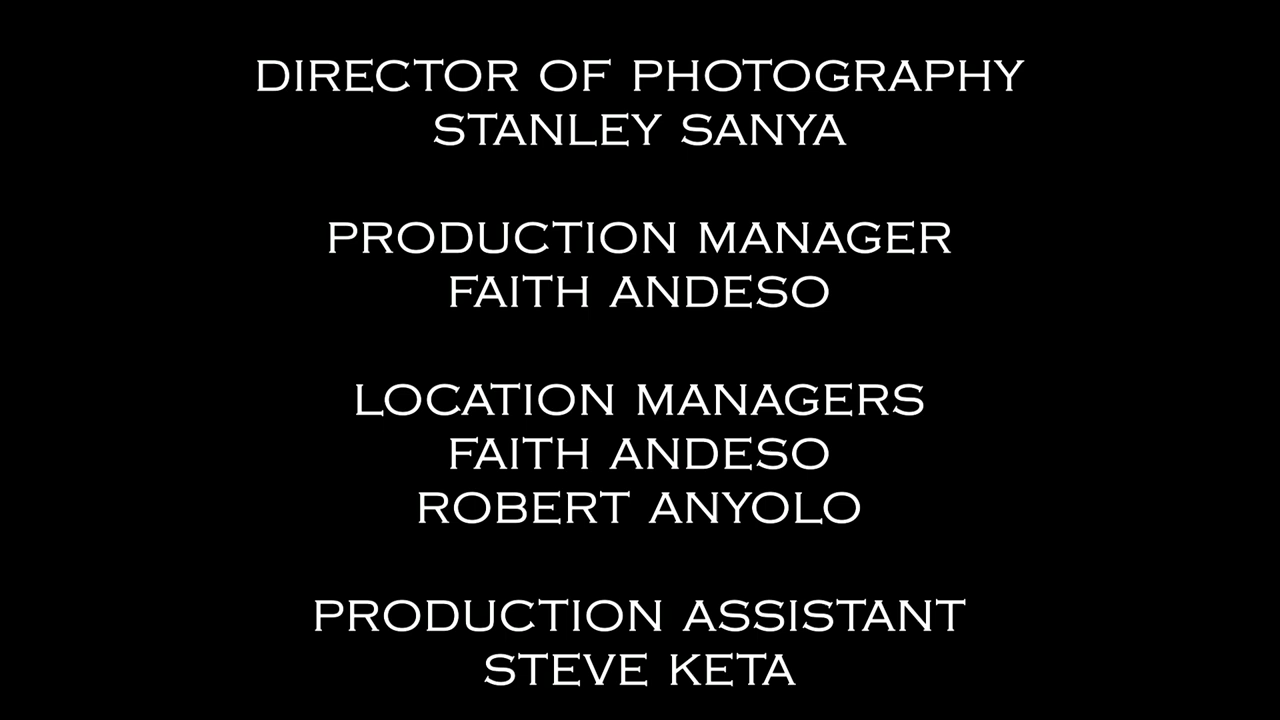 DIRECTOR OF PHOTOGRAPHY
STANLEY SANYA
PRODUCTION MANAGER
FAITH ANDESO
LOCATION MANAGERS
FAITH ANDESO
ROBERT ANYOLO
PRODUCTION ASSISTANT
STEVE KETA